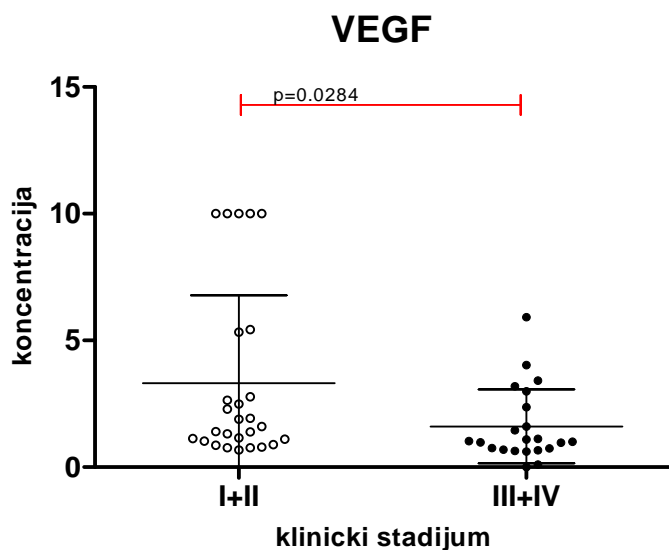 VEGF
15
p=0.0284
10
5
0
koncentracija
I+II
III+IV
klinicki stadijum